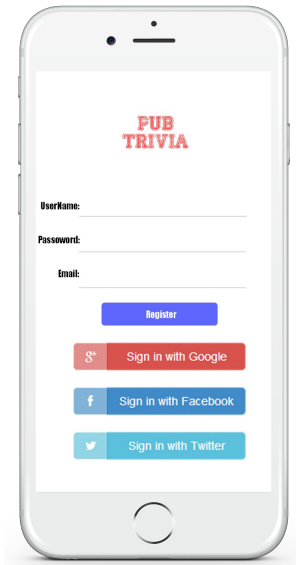 PUB
TRIVIA
UserName:
Passoword:
Email:
Register
g+ Sign in with Google
f Sign in with Facebook
Sign in with Twitter